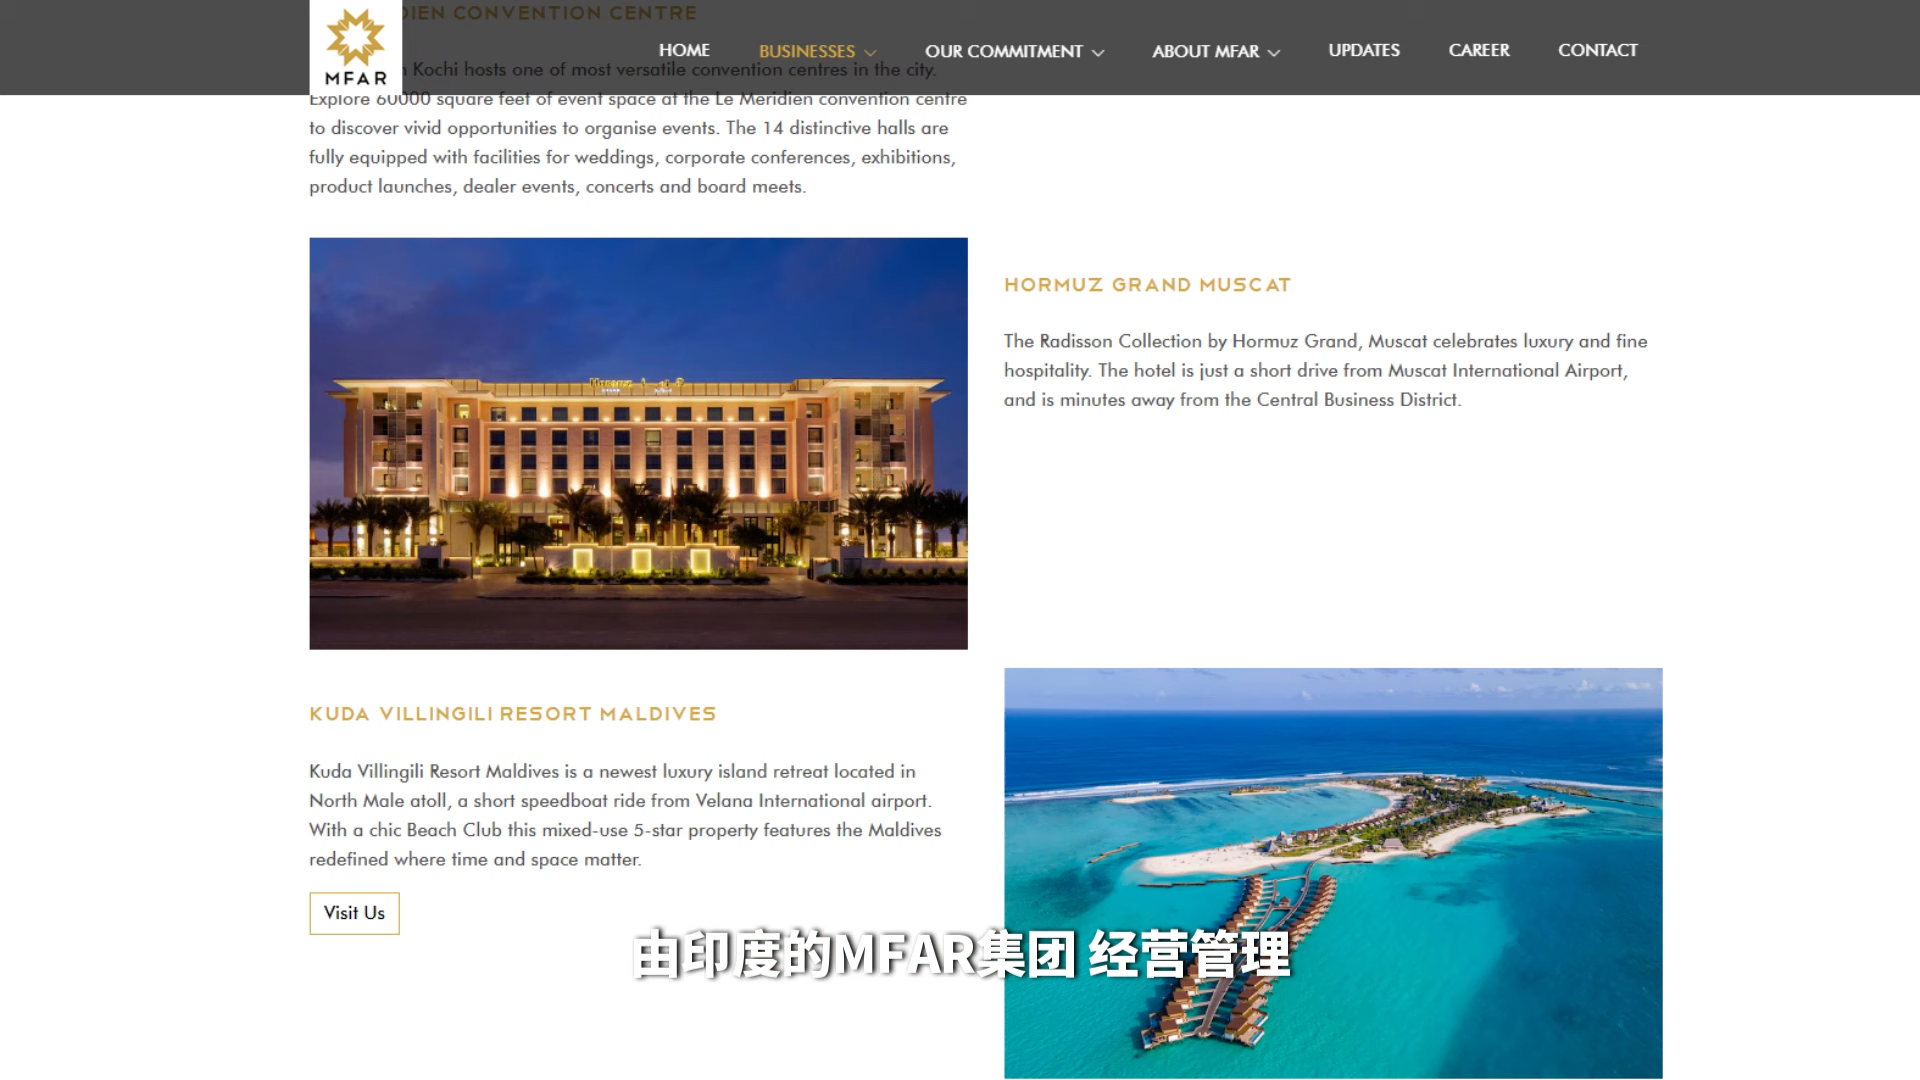 DIEN CONVENTION CENTRE
MFAR
HOME
BUSINESSES
OUR COMMITMENT
ABOUT MFAR
UPDATES
CAREER
CONTACT
Kochi hosts one of most versatile convention centres in the city.
Explore 60000 square feet of event space at the Le Meridien convention centre
to discover vivid opportunities to organise events. The 14 distinctive halls are
fully equipped with facilities for weddings, corporate conferences, exhibitions,
product launches, dealer events, concerts and board meets.
HORMUZ GRAND MUSCAT
The Radisson Collection by Hormuz Grand, Muscat celebrates luxury and fine
hospitality. The hotel is just a short drive from Muscat International Airport,
and is minutes away from the Central Business District.
KUDA VILLINGILI RESORT MALDIVES
Kuda Villingili Resort Maldives is a newest luxury island retreat located in
North Male atoll, a short speedboat ride from Velana International airport.
With a chic Beach Club this mixed-use 5-star property features the Maldives
redefined where time and space matter.
Visit Us
由印度的MFAR集团 经营管理